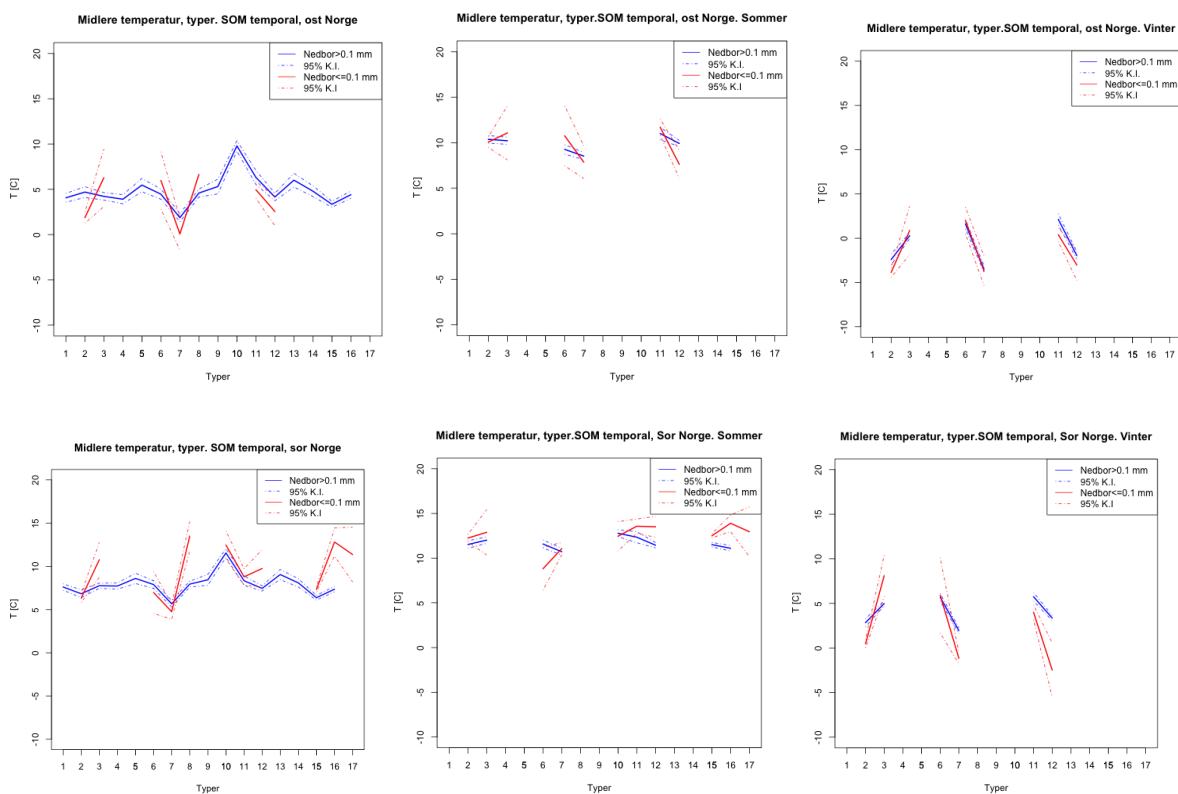 Midlere temperatur, typer. SOM temporal, ost Norge
Nedbor>0.1 mm
95% K.I.
Nedbor<=0.1 mm
95% K.I
T [C]
20
15
10
5
0
-5
-10
1 2 3 4 5 6 7 8 9 10 11 12 13 14 15 16 17
Typer
Midlere temperatur, typer.SOM temporal, ost Norge. Sommer
Nedbor>0.1 mm
95% K.I.
Nedbor<=0.1 mm
95% K.I
T [C]
20
15
10
5
0
-5
-10
1 2 3 4 5 6 7 8 9 10 11 12 13 14 15 16 17
Typer
Midlere temperatur, typer.SOM temporal, ost Norge. Vinter
Nedbor>0.1 mm
95% K.I.
Nedbor<=0.1 mm
95% K.I
T [C]
20
15
10
5
0
-5
-10
1 2 3 4 5 6 7 8 9 10 11 12 13 14 15 16 17
Typer
Midlere temperatur, typer. SOM temporal, sor Norge
Nedbor>0.1 mm
95% K.I.
Nedbor<=0.1 mm
95% K.I
T [C]
20
15
10
5
0
-5
-10
1 2 3 4 5 6 7 8 9 10 11 12 13 14 15 16 17
Typer
Midlere temperatur, typer.SOM temporal, Sor Norge. Sommer
Nedbor>0.1 mm
95% K.I.
Nedbor<=0.1 mm
95% K.I
T [C]
20
15
10
5
0
-5
-10
1 2 3 4 5 6 7 8 9 10 11 12 13 14 15 16 17
Typer
Midlere temperatur, typer.SOM temporal, Sor Norge. Vinter
Nedbor>0.1 mm
95% K.I.
Nedbor<=0.1 mm
95% K.I
T [C]
20
15
10
5
0
-5
-10
1 2 3 4 5 6 7 8 9 10 11 12 13 14 15 16 17
Typer